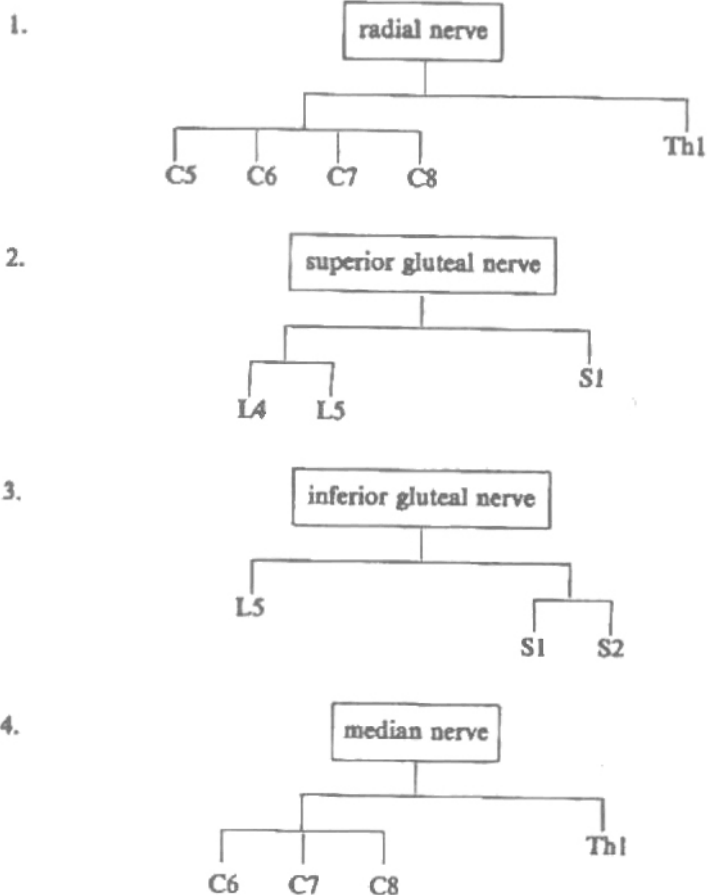 1.
radial nerve
Th1
C5 C6 C7 C8
2.
superior gluteal nerve
S1
L4 L5
3.
inferior gluteal nerve
L5
S1 S2
4.
median nerve
Th1
C6 C7 C8